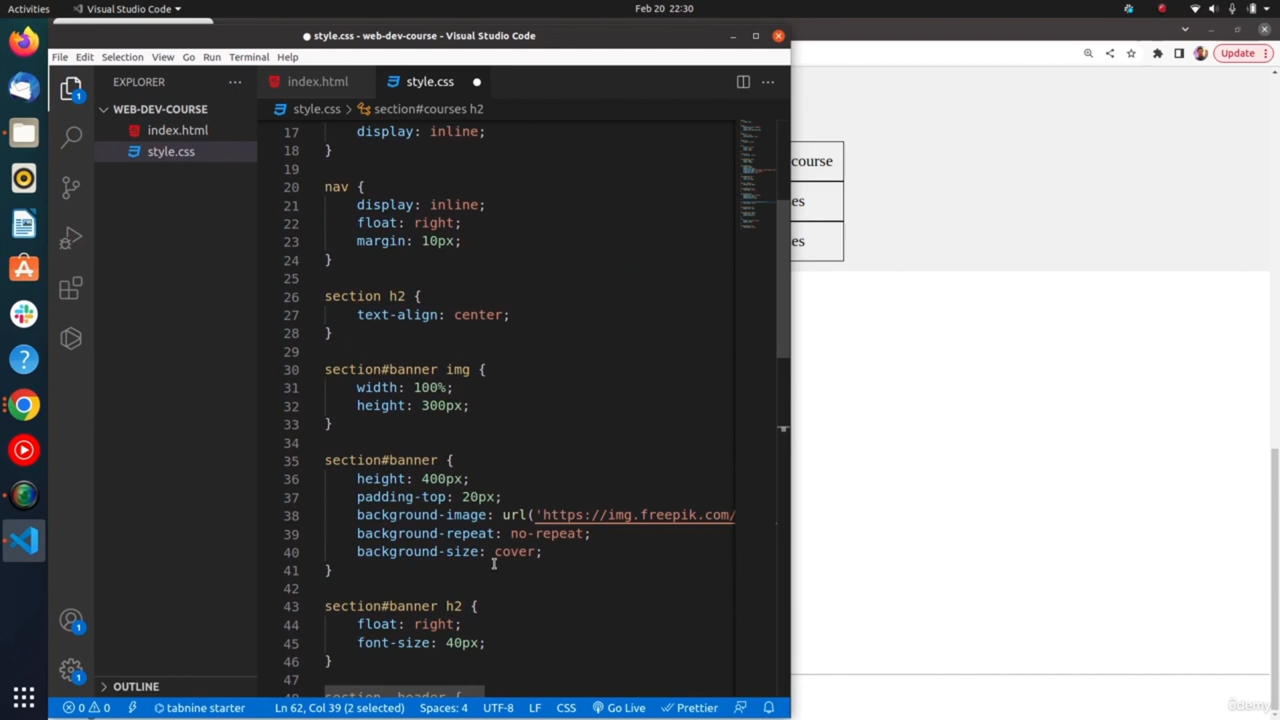 Activities
Visual Studio Code
Feb 20 22:30
style.css - web-dev-course - Visual Studio Code
File Edit Selection View Go Run Terminal Help
Update
EXPLORER
index.html
style.css
WEB-DEV-COURSE
style.css > section#courses h2
index.html
style.css
17 display: inline;
18 }
19
20 nav {
21 display: inline;
22 float: right;
23 margin: 10px;
24 }
25
26 section h2 {
27 text-align: center;
28 }
29
30 section#banner img {
31 width: 100%;
32 height: 300px;
33 }
34
35 section#banner {
36 height: 400px;
37 padding-top: 20px;
38 background-image: url('https://img.freepik.com/
39 background-repeat: no-repeat;
40 background-size: cover;
41 }
42
43 section#banner h2 {
44 float: right;
45 font-size: 40px;
46 }
47
course
es
es
OUTLINE
1
1
1
0 0 tabnine starter Ln 62, Col 39 (2 selected) Spaces: 4 UTF-8 LF CSS Go Live Prettier
ûdemy